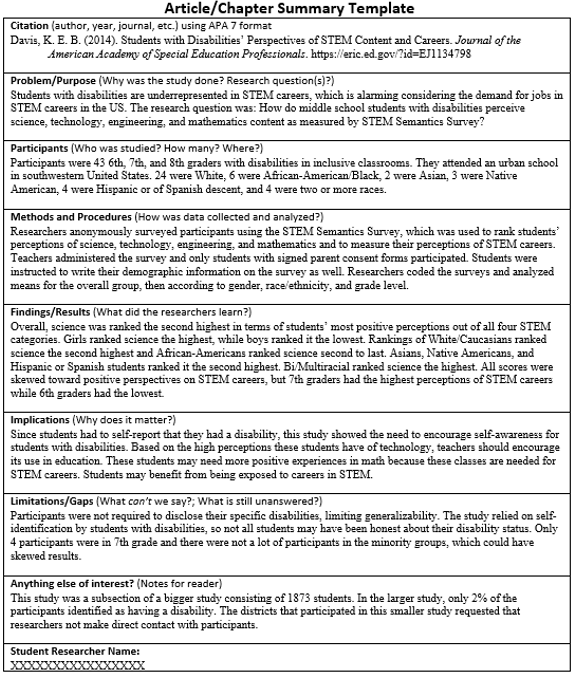 Article/Chapter Summary Template
Citation (author, year, journal, etc.) using APA 7 format
Davis, K. E. B. (2014). Students with Disabilities' Perspectives of STEM Content and Careers. Journal of the
American Academy of Special Education Professionals. https://eric.ed.gov/?id=EJ1134798
Problem/Purpose (Why was the study done? Research question(s)?)
Students with disabilities are underrepresented in STEM careers, which is alarming considering the demand for jobs in
STEM careers in the US. The research question was: How do middle school students with disabilities perceive
science, technology, engineering, and mathematics content as measured by STEM Semantics Survey?
Participants (Who was studied? How many? Where?)
Participants were 43 6th, 7th, and 8th graders with disabilities in inclusive classrooms. They attended an urban school
in southwestern United States. 24 were White, 6 were African-American/Black, 2 were Asian, 3 were Native
American, 4 were Hispanic or of Spanish descent, and 4 were two or more races.
Methods and Procedures (How was data collected and analyzed?)
Researchers anonymously surveyed participants using the STEM Semantics Survey, which was used to rank students'
perceptions of science, technology, engineering, and mathematics and to measure their perceptions of STEM careers.
Teachers administered the survey and only students with signed parent consent forms participated. Students were
instructed to write their demographic information on the survey as well. Researchers coded the surveys and analyzed
means for the overall group, then according to gender, race/ethnicity, and grade level.
Findings/Results (What did the researchers learn?)
Overall, science was ranked the second highest in terms of students' most positive perceptions out of all four STEM
categories. Girls ranked science the highest, while boys ranked it the lowest. Rankings of White/Caucasians ranked
science the second highest and African-Americans ranked science second to last. Asians, Native Americans, and
Hispanic or Spanish students ranked it the second highest. Bi/Multiracial ranked science the highest. All scores were
skewed toward positive perspectives on STEM careers, but 7th graders had the highest perceptions of STEM careers
while 6th graders had the lowest.
Implications (Why does it matter?)
Since students had to self-report that they had a disability, this study showed the need to encourage self-awareness for
students with disabilities. Based on the high perceptions these students have of technology, teachers should encourage
its use in education. These students may need more positive experiences in math because these classes are needed for
STEM careers. Students may benefit from being exposed to careers in STEM.
Limitations/Gaps (What can't we say?; What is still unanswered?)
Participants were not required to disclose their specific disabilities, limiting generalizability. The study relied on self-
identification by students with disabilities, so not all students may have been honest about their disability status. Only
4 participants were in 7th grade and there were not a lot of participants in the minority groups, which could have
skewed results.
Anything else of interest? (Notes for reader)
This study was a subsection of a bigger study consisting of 1873 students. In the larger study, only 2% of the
participants identified as having a disability. The districts that participated in this smaller study requested that
researchers not make direct contact with participants.
Student Researcher Name:
XXXXXXXXXXXXXXXXX